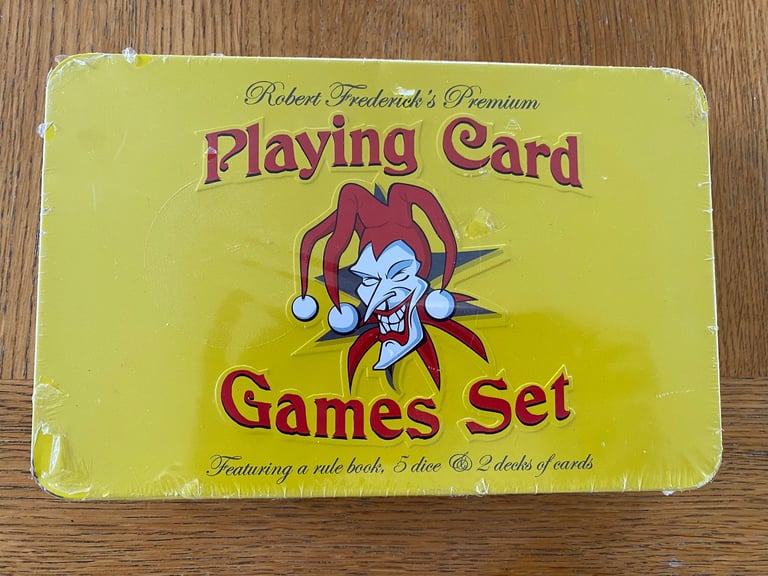 Robert Frederick's Premium
Playing Card
Games Set
Featuring a rule book, 5 dice & 2 decks of cards